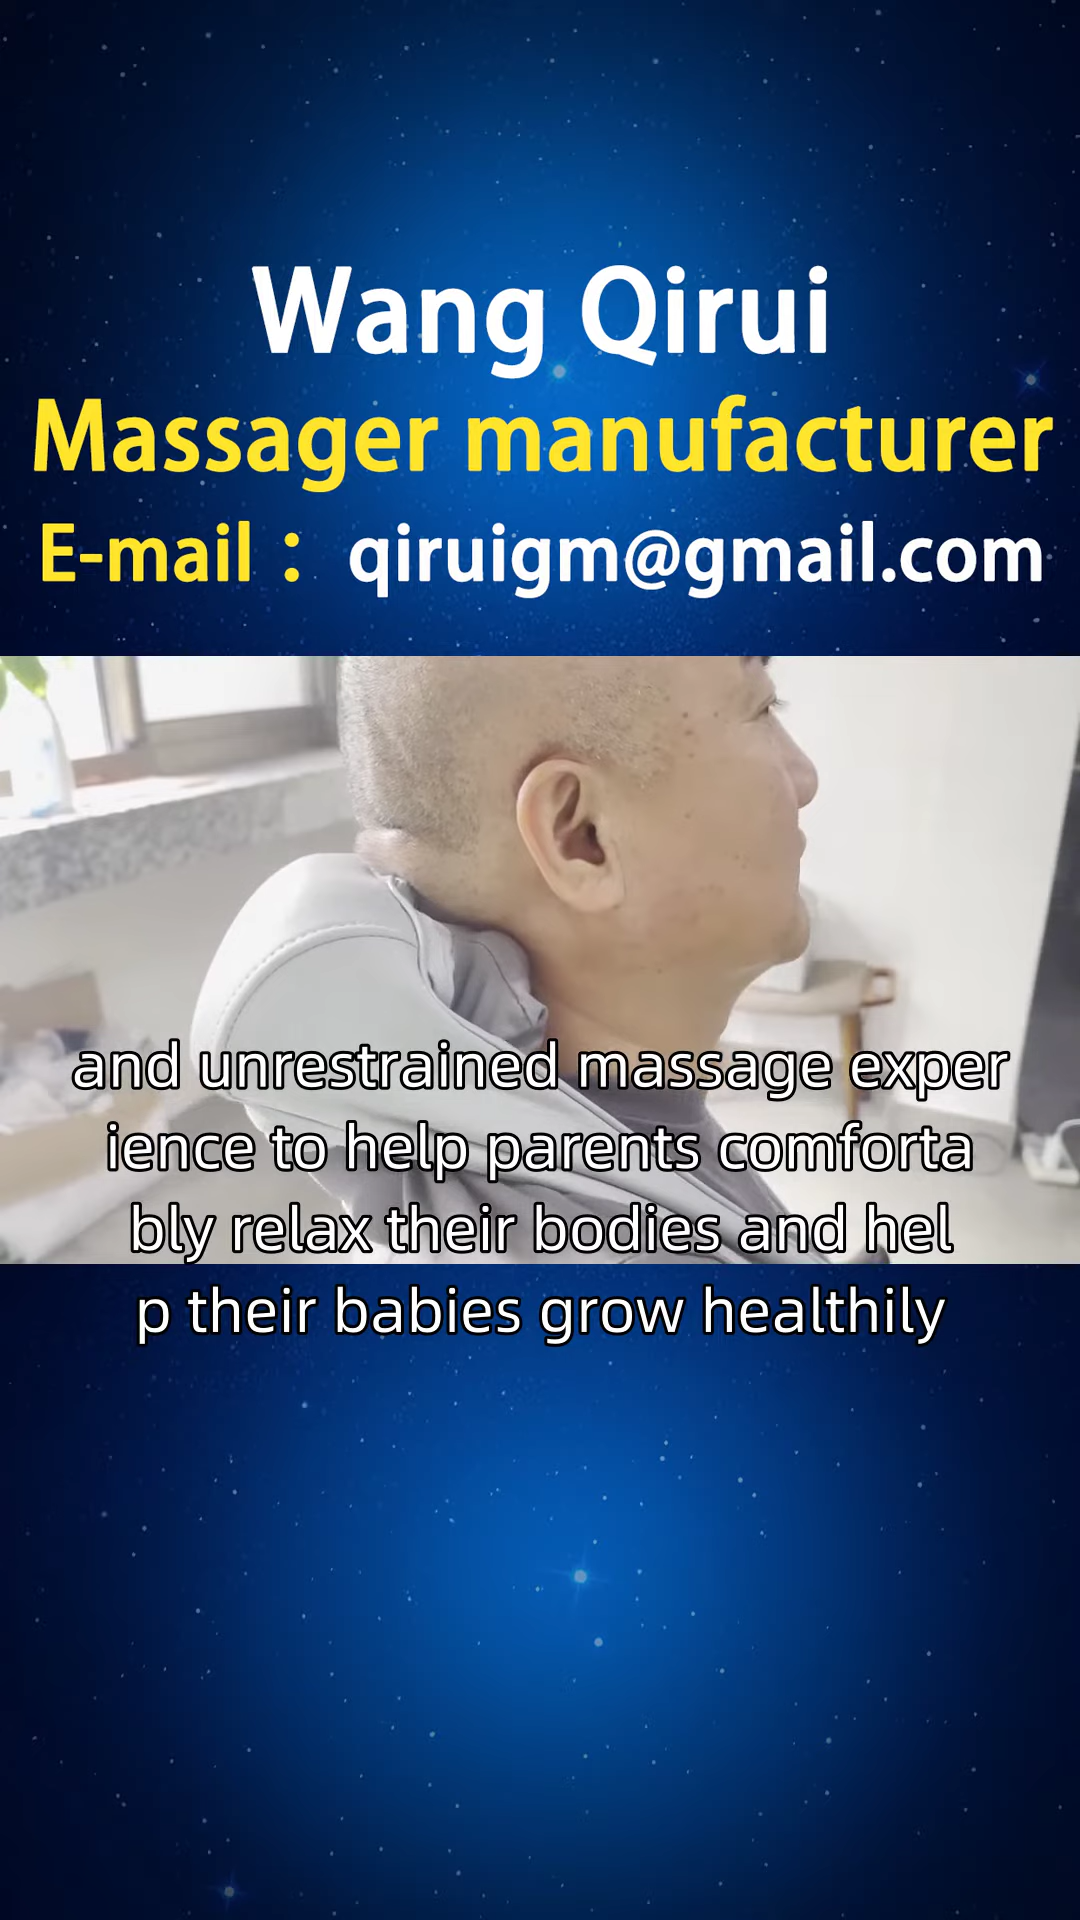 Wang Qirui
Massager manufacturer
E-mail： qiruigm@gmail.com
and unrestrained massage exper
ience to help parents comforta
bly relax their bodies and hel
p their babies grow healthily